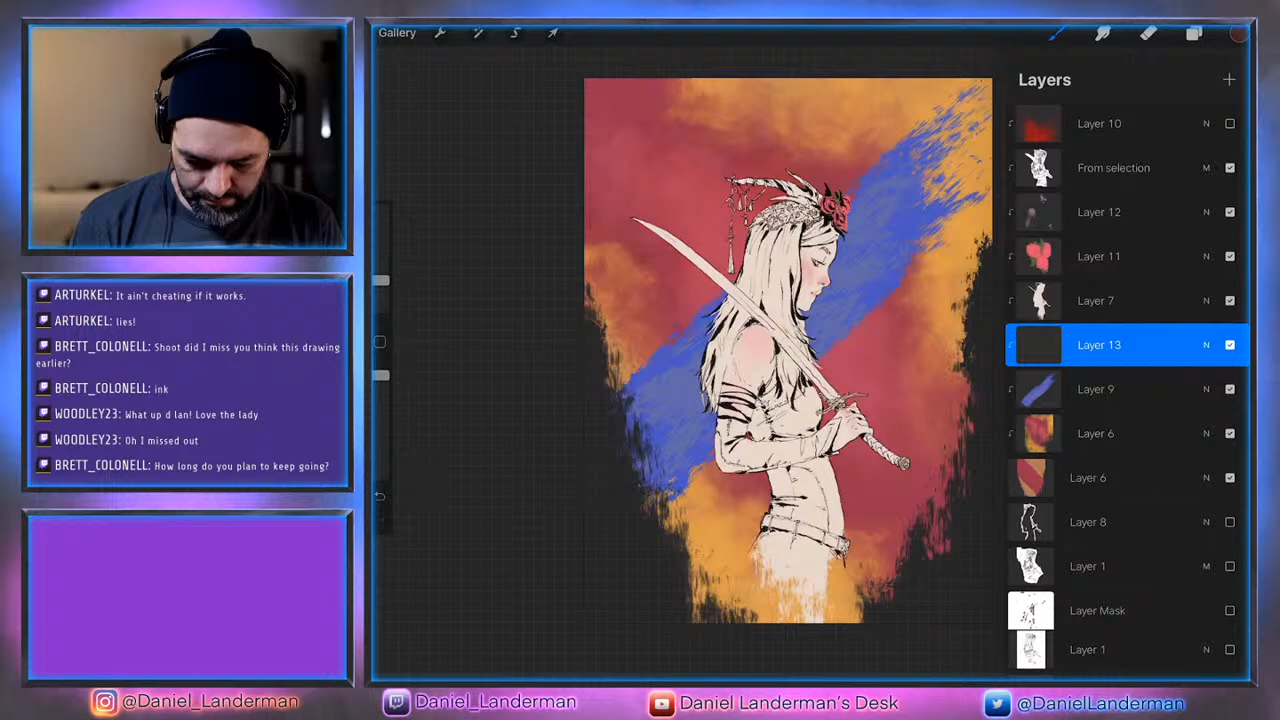 Gallery
Layers
Layer 10 N
From selection M
Layer 12 N
Layer 11 N
Layer 7 N
Layer 13 N
Layer 9 N
Layer 6 N
Layer 6 N
Layer 8 N
Layer 1 M
Layer Mask
Layer 1 N
ARTURKEL: It ain't cheating if it works.
ARTURKEL: lies!
BRETT_COLONELL: Shoot did I miss you think this drawing
earlier?
BRETT_COLONELL: ink
WOODLEY23: What up d lan! Love the lady
WOODLEY23: Oh I missed out
BRETT_COLONELL: How long do you plan to keep going?
@Daniel_Landerman
Daniel_Landerman
Daniel Landerman's Desk
@DanielLanderman